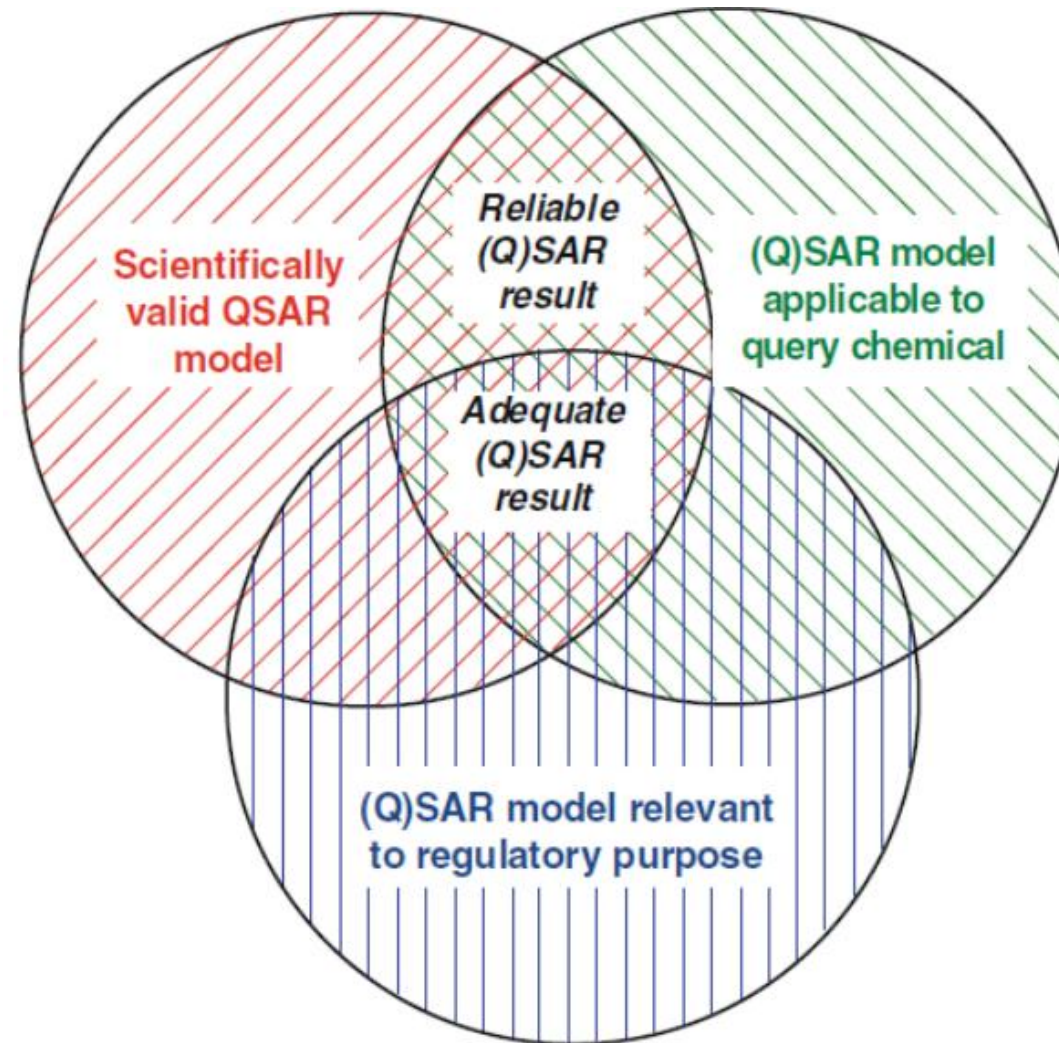 Scientifically
valid QSAR
model
Reliable
(Q)SAR
result
(Q)SAR model
applicable to
query chemical
Adequate
(Q)SAR
result
(Q)SAR model relevant
to regulatory purpose